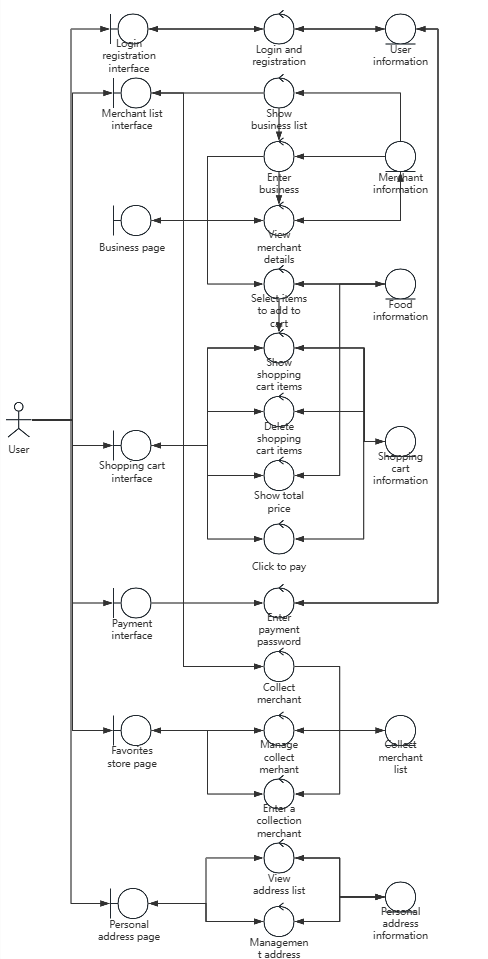 Login
registration
interface
Login and
registration
User
information
Merchant list
interface
Show
business list
Enter
business
Merchant
information
Business page
View
merchant
details
Select items
to add to
cart
Food
information
Show
shopping
cart items
Delete
shopping
cart items
User
Shopping cart
interface
Shopping
cart
information
Show total
price
Click to pay
Payment
interface
Enter
payment
password
Collect
merchant
Favorites
store page
Manage
collect
merhant
Collect
merchant
list
Enter a
collection
merchant
View
address list
Personal
address page
Managemen
t address
Personal
address
information